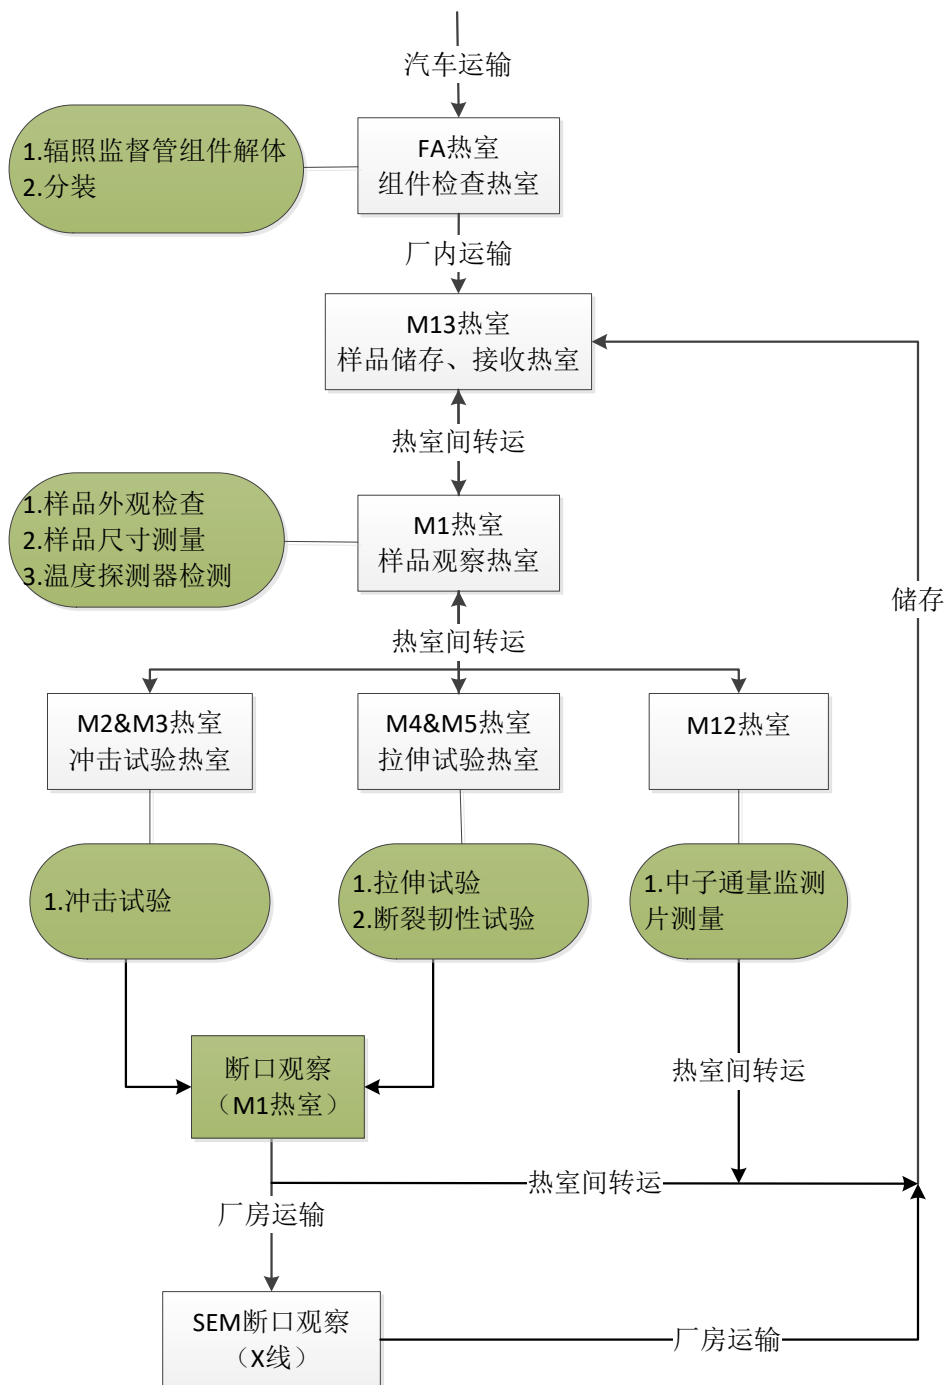 汽车运输
1.辐照监督管组件解体
2.分装
FA热室
组件检查热室
厂内运输
M13热室
样品储存、接收热室
热室间转运
1.样品外观检查
2.样品尺寸测量
3.温度探测器检测
M1热室
样品观察热室
储存
热室间转运
M2&M3热室
冲击试验热室
M4&M5热室
拉伸试验热室
M12热室
1.冲击试验
1.拉伸试验
2.断裂韧性试验
1.中子通量监测
片测量
断口观察
（M1热室）
热室间转运
热室间转运
厂房运输
SEM断口观察
（X线）
厂房运输